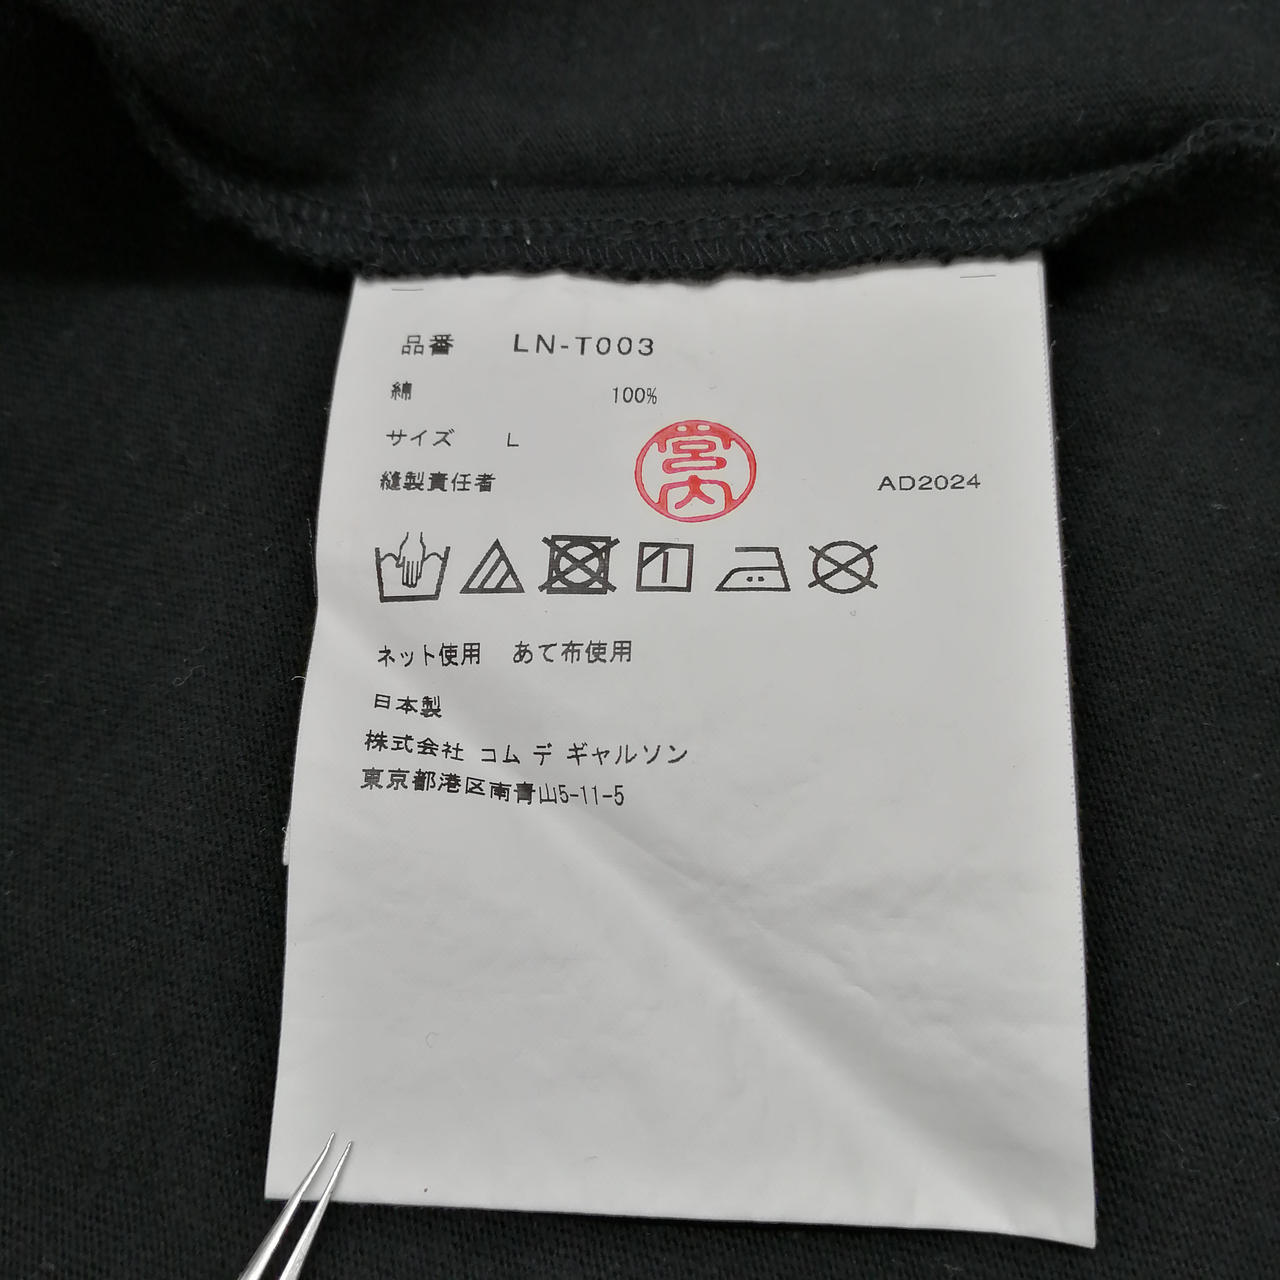 品番 LN-T003
綿 100%
サイズ L
縫製責任者 宮内 AD2024
ネット使用 あて布使用
日本製
株式会社 コム デ ギャルソン
東京都港区南青山5-11-5